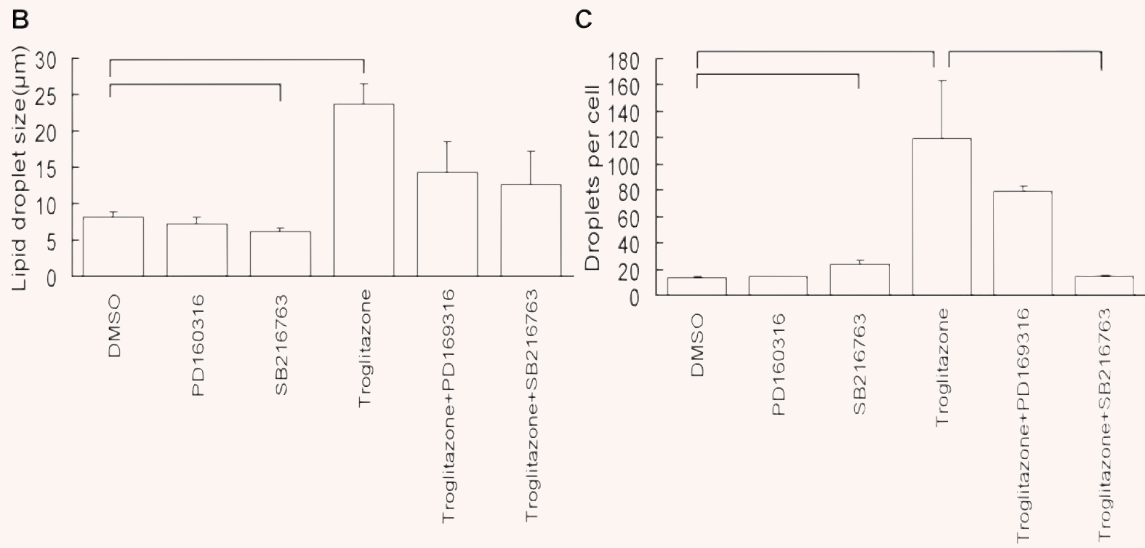 B
Lipid droplet size(µm)
30
25
20
15
10
5
0
DMSO
PD160316
SB216763
Troglitazone
Troglitazone+PD169316
Troglitazone+SB216763
C
Droplets per cell
180
160
140
120
100
80
60
40
20
0
DMSO
PD160316
SB216763
Troglitazone
Troglitazone+PD169316
Troglitazone+SB216763